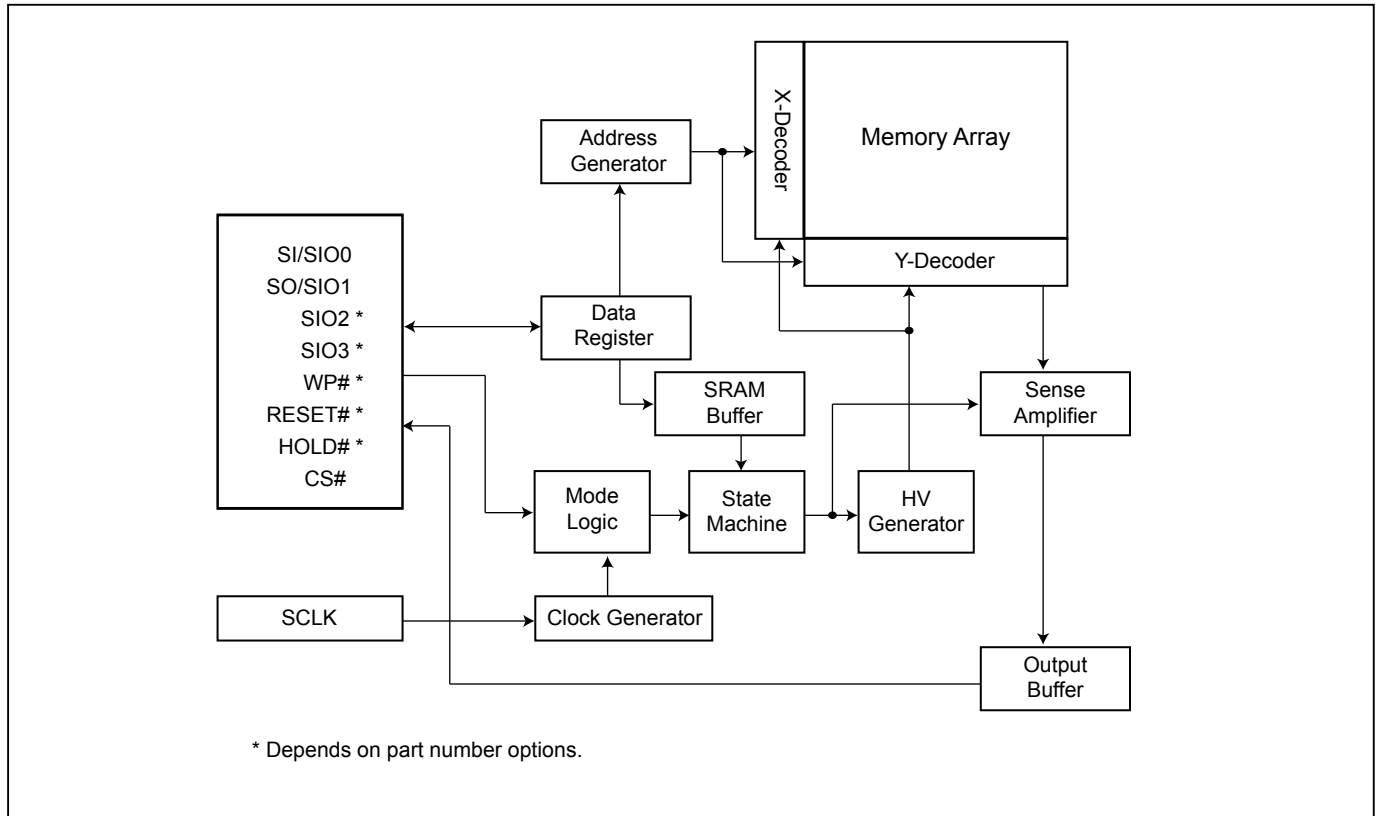 X-Decoder
Memory Array
Address
Generator
Y-Decoder
SI/SIO0
SO/SIO1
SIO2 *
SIO3 *
WP# *
RESET# *
HOLD# *
CS#
Data
Register
SRAM
Buffer
Sense
Amplifier
Mode
Logic
State
Machine
HV
Generator
SCLK
Clock Generator
Output
Buffer
* Depends on part number options.